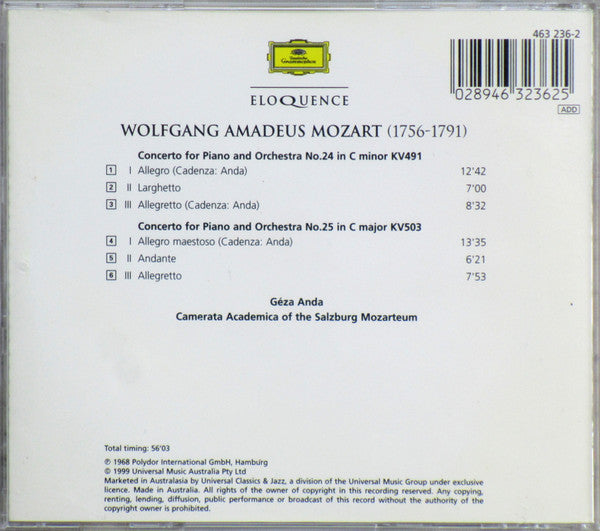 463 236-2
Deutsche
Grammophon
ELOQUENCE
028946 323625
ADD
WOLFGANG AMADEUS MOZART (1756-1791)
Concerto for Piano and Orchestra No.24 in C minor KV491
1 I Allegro (Cadenza: Anda) 12'42
2 II Larghetto 7'00
3 III Allegretto (Cadenza: Anda) 8'32
Concerto for Piano and Orchestra No.25 in C major KV503
4 I Allegro maestoso (Cadenza: Anda) 13'35
5 II Andante 6'21
6 III Allegretto 7'53
Géza Anda
Camerata Academica of the Salzburg Mozarteum
Total timing: 56'03
℗ 1968 Polydor International GmbH, Hamburg
© 1999 Universal Music Australia Pty Ltd
Marketed in Australasia by Universal Classics & Jazz, a division of the Universal Music Group under exclusive
licence. Made in Australia. All rights of the owner of copyright in this recording reserved. Any copying,
renting, lending, diffusion, public performance or broadcast of this record without the authority of the
copyright owner is prohibited.